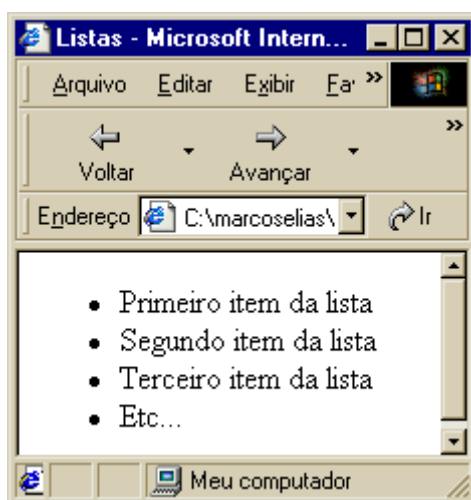 Listas - Microsoft Intern...
Arquivo Editar Exibir Fa »
»
Voltar Avançar
Endereço C:\marcoselias\ Ir
• Primeiro item da lista
• Segundo item da lista
• Terceiro item da lista
• Etc...
Meu computador